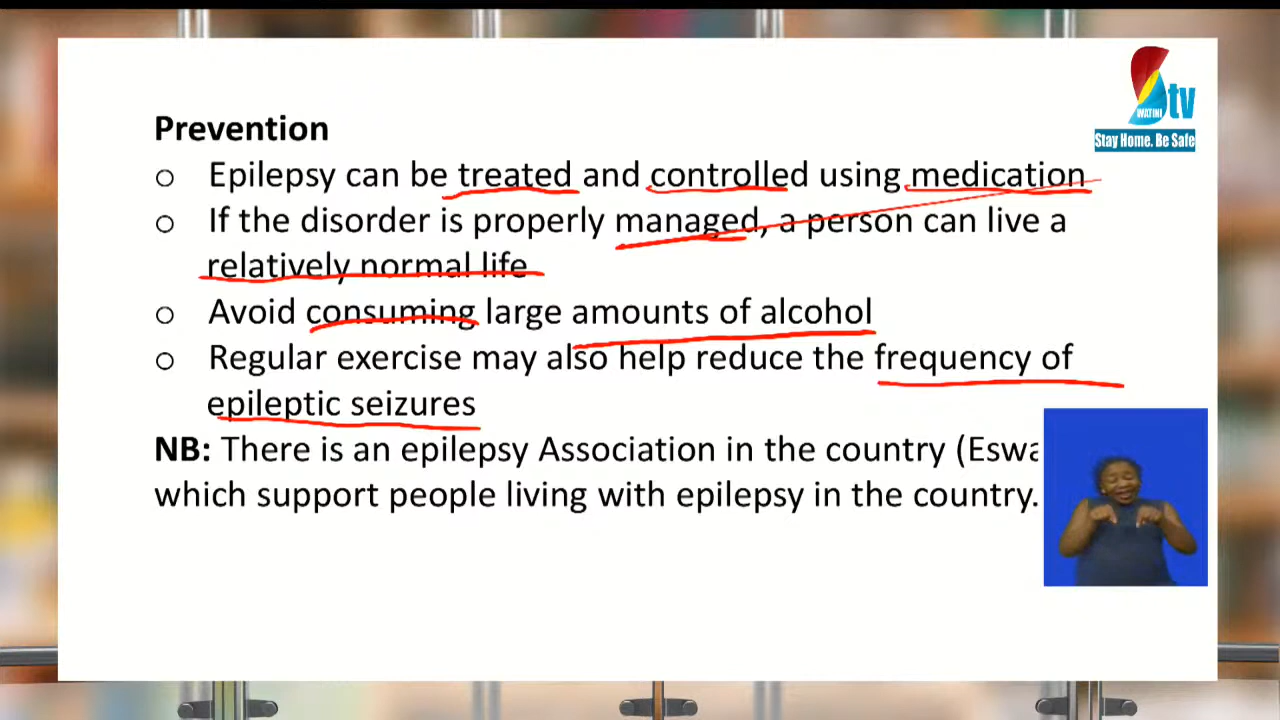 Prevention
o Epilepsy can be treated and controlled using medication
o If the disorder is properly managed, a person can live a
relatively normal life
o Avoid consuming large amounts of alcohol
o Regular exercise may also help reduce the frequency of
epileptic seizures
NB: There is an epilepsy Association in the country (Eswa
which support people living with epilepsy in the country.
tv
WATINI
Stay Home. Be Safe